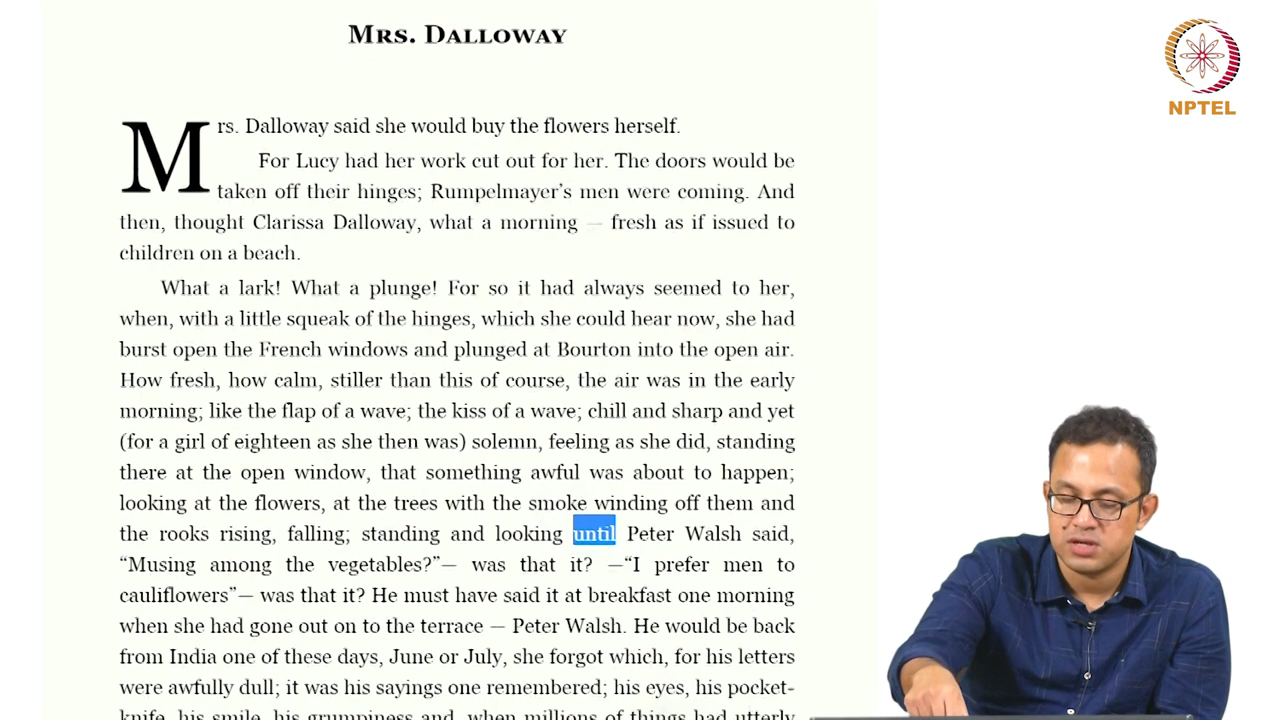 MRS. DALLOWAY
NPTEL
Mrs. Dalloway said she would buy the flowers herself.
For Lucy had her work cut out for her. The doors would be
taken off their hinges; Rumpelmayer's men were coming. And
then, thought Clarissa Dalloway, what a morning — fresh as if issued to
children on a beach.
What a lark! What a plunge! For so it had always seemed to her,
when, with a little squeak of the hinges, which she could hear now, she had
burst open the French windows and plunged at Bourton into the open air.
How fresh, how calm, stiller than this of course, the air was in the early
morning; like the flap of a wave; the kiss of a wave; chill and sharp and yet
(for a girl of eighteen as she then was) solemn, feeling as she did, standing
there at the open window, that something awful was about to happen;
looking at the flowers, at the trees with the smoke winding off them and
the rooks rising, falling; standing and looking until Peter Walsh said,
“Musing among the vegetables?”— was that it? —“I prefer men to
cauliflowers”— was that it? He must have said it at breakfast one morning
when she had gone out on to the terrace — Peter Walsh. He would be back
from India one of these days, June or July, she forgot which, for his letters
were awfully dull; it was his sayings one remembered; his eyes, his pocket-
knife, his smile, his grumpiness and, when millions of things had utterly